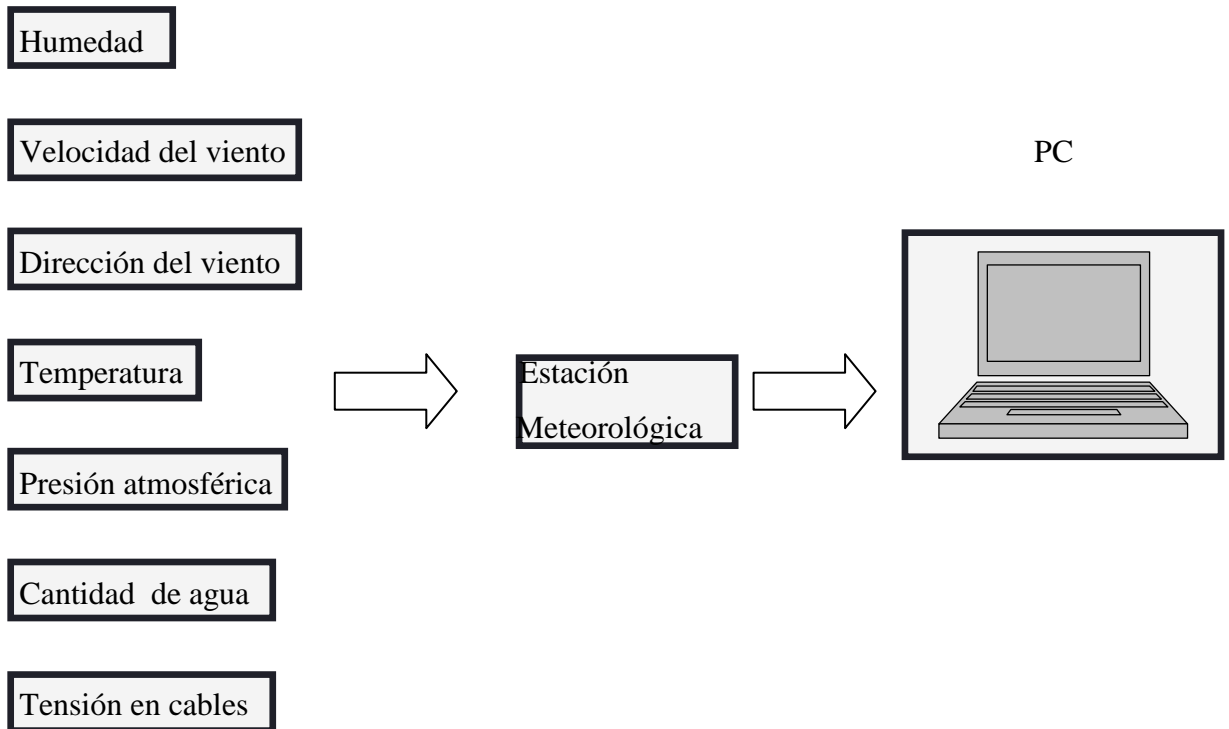 Humedad
Velocidad del viento
PC
Dirección del viento
Temperatura
Estación
Meteorológica
Presión atmosférica
Cantidad de agua
Tensión en cables